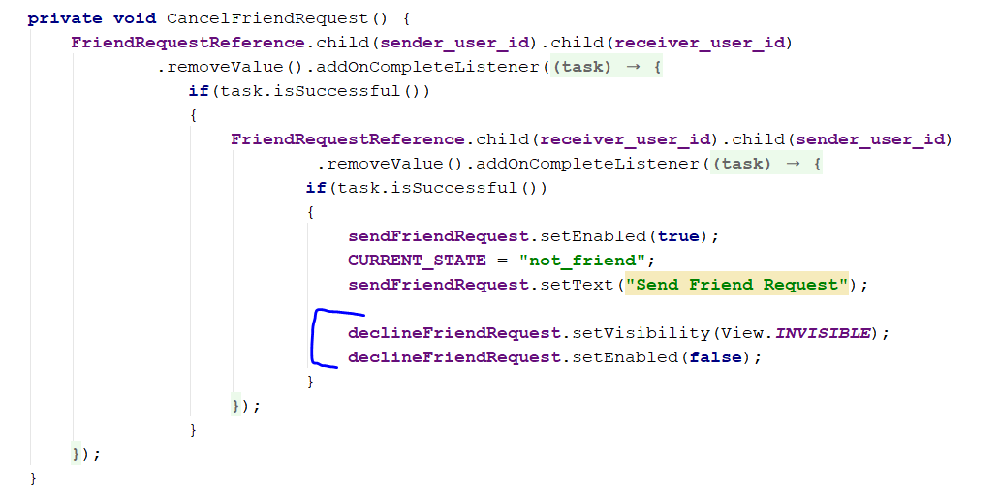 private void CancelFriendRequest() {
FriendRequestReference.child(sender_user_id).child(receiver_user_id)
.removeValue().addOnCompleteListener((task) → {
if(task.isSuccessful())
{
FriendRequestReference.child(receiver_user_id).child(sender_user_id)
.removeValue().addOnCompleteListener((task) → {
if(task.isSuccessful())
{
sendFriendRequest.setEnabled(true);
CURRENT_STATE = "not_friend";
sendFriendRequest.setText("Send Friend Request");
declineFriendRequest.setVisibility(View.INVISIBLE);
declineFriendRequest.setEnabled(false);
}
});
}
});
}